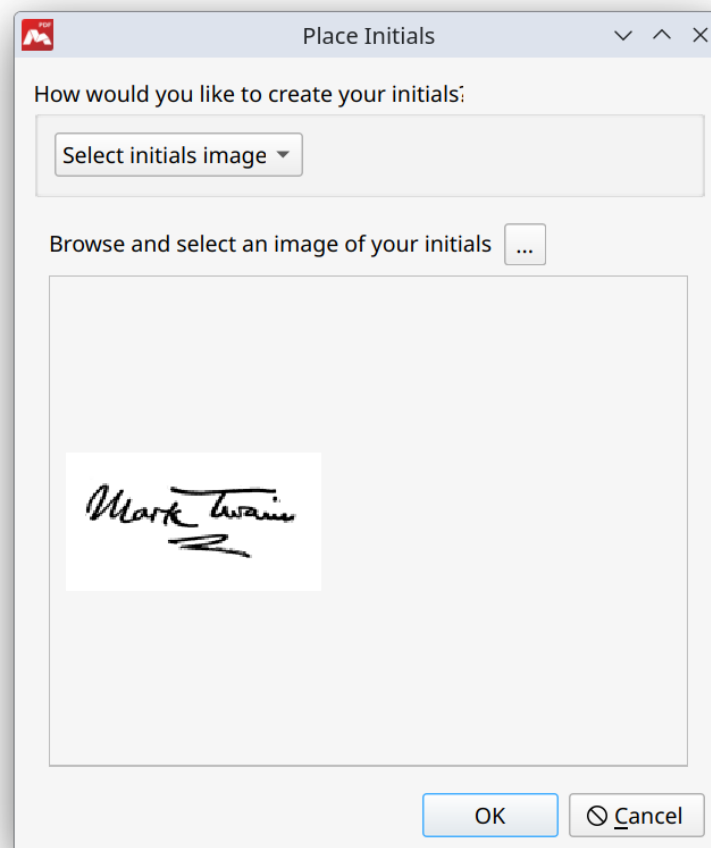 PDF
Place Initials
How would you like to create your initials?
Select initials image
Browse and select an image of your initials ...
Mark Twain
OK
Cancel